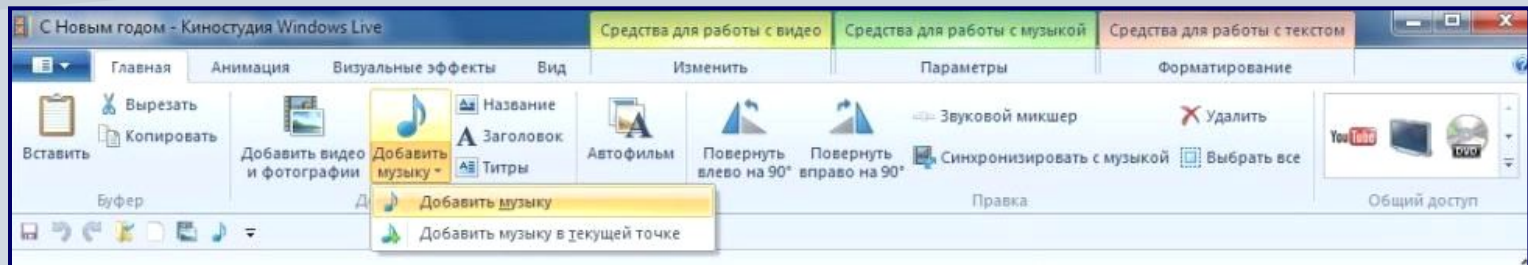 С Новым годом - Киностудия Windows Live
Средства для работы с видео
Средства для работы с музыкой
Средства для работы с текстом
Главная
Анимация
Визуальные эффекты
Вид
Изменить
Параметры
Форматирование
Вставить
Вырезать
Копировать
Буфер
Добавить видео
и фотографии
Добавить
музыку
Название
Заголовок
Титры
Автофильм
Повернуть
влево на 90°
Повернуть
вправо на 90°
Звуковой микшер
Синхронизировать с музыкой
Удалить
Выбрать все
Правка
You Tube
DVD
Общий доступ
Добавить музыку
Добавить музыку в текущей точке